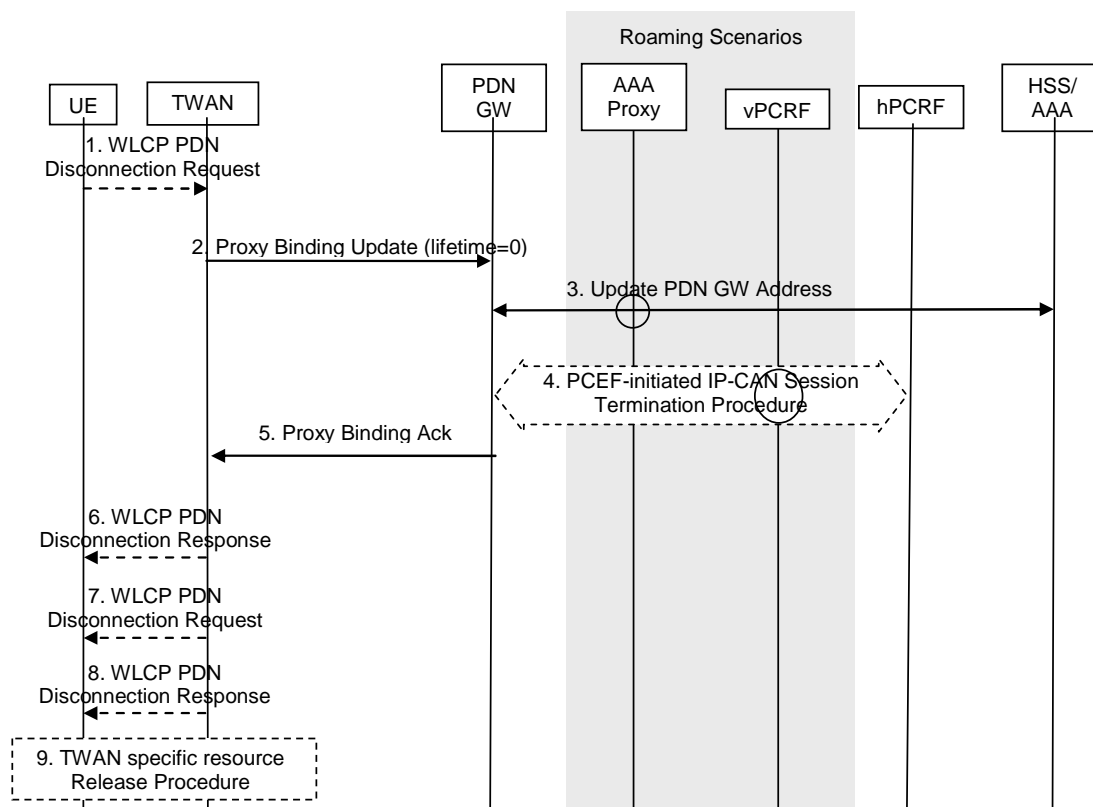 Roaming Scenarios
UE
TWAN
PDN
GW
AAA
Proxy
vPCRF
hPCRF
HSS/
AAA
1. WLCP PDN
Disconnection Request
2. Proxy Binding Update (lifetime=0)
3. Update PDN GW Address
4. PCEF-initiated IP-CAN Session
Termination Procedure
5. Proxy Binding Ack
6. WLCP PDN
Disconnection Response
7. WLCP PDN
Disconnection Request
8. WLCP PDN
Disconnection Response
9. TWAN specific resource
Release Procedure